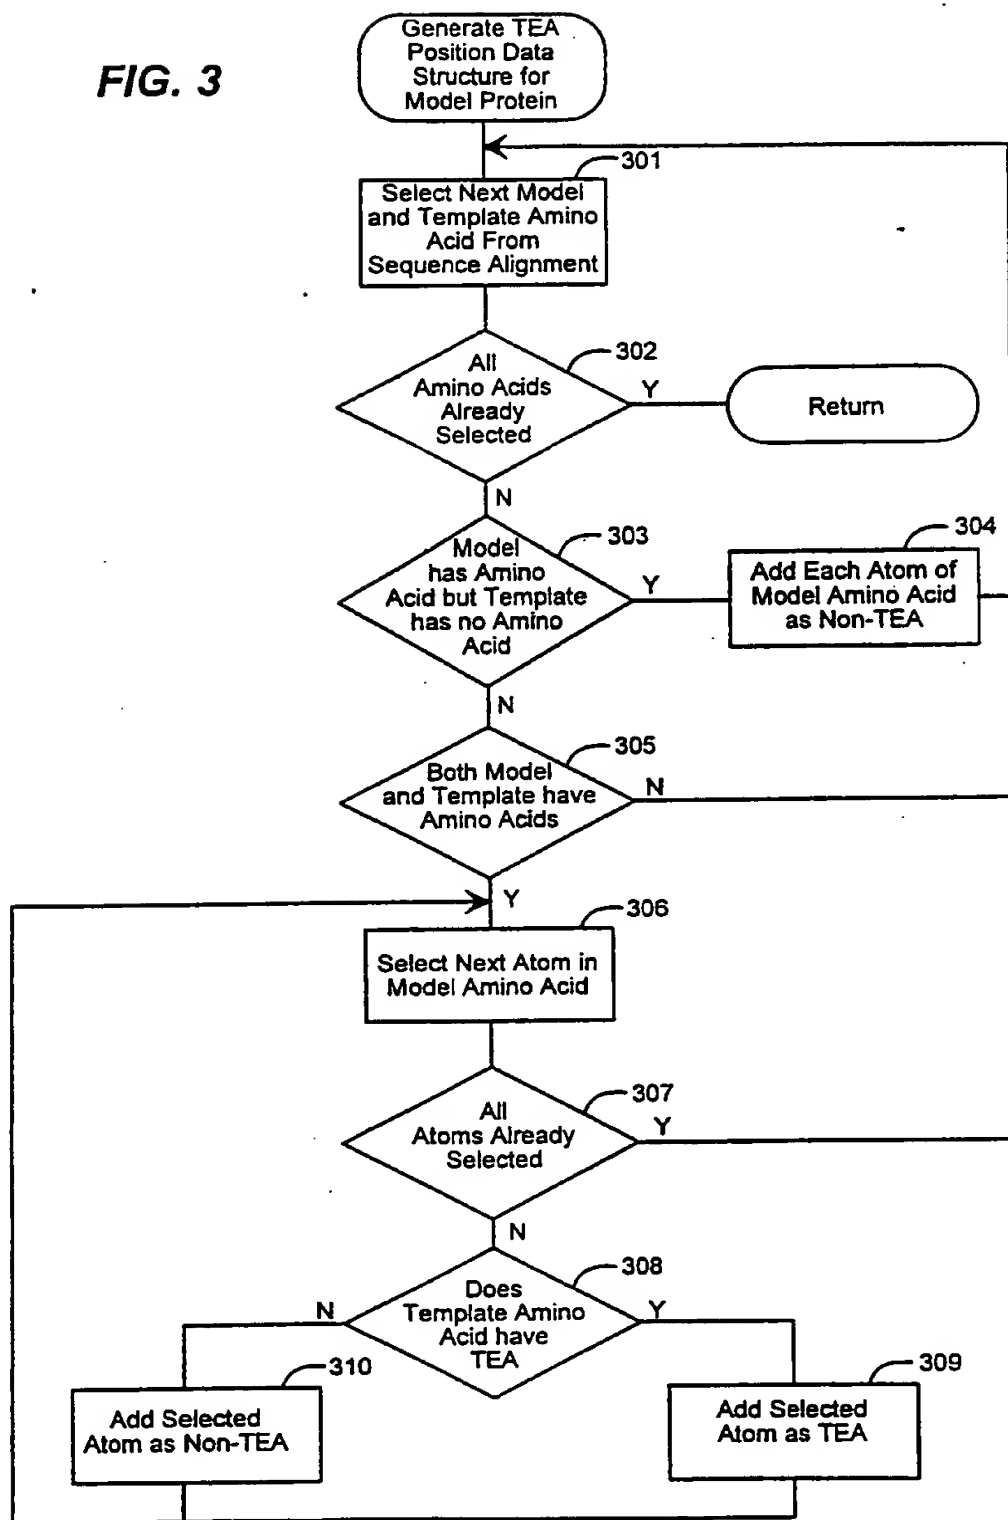 FIG. 3
Generate TEA
Position Data
Structure for
Model Protein
301
Select Next Model
and Template Amino
Acid From
Sequence Alignment
302
All
Amino Acids
Already
Selected
Y
Return
N
303
Model
has Amino
Acid but Template
has no Amino
Acid
Y
304
Add Each Atom of
Model Amino Acid
as Non-TEA
N
305
Both Model
and Template have
Amino Acids
N
Y
306
Select Next Atom in
Model Amino Acid
307
All
Atoms Already
Selected
Y
N
308
Does
Template Amino
Acid have
TEA
N
Y
310
Add Selected
Atom as Non-TEA
309
Add Selected
Atom as TEA